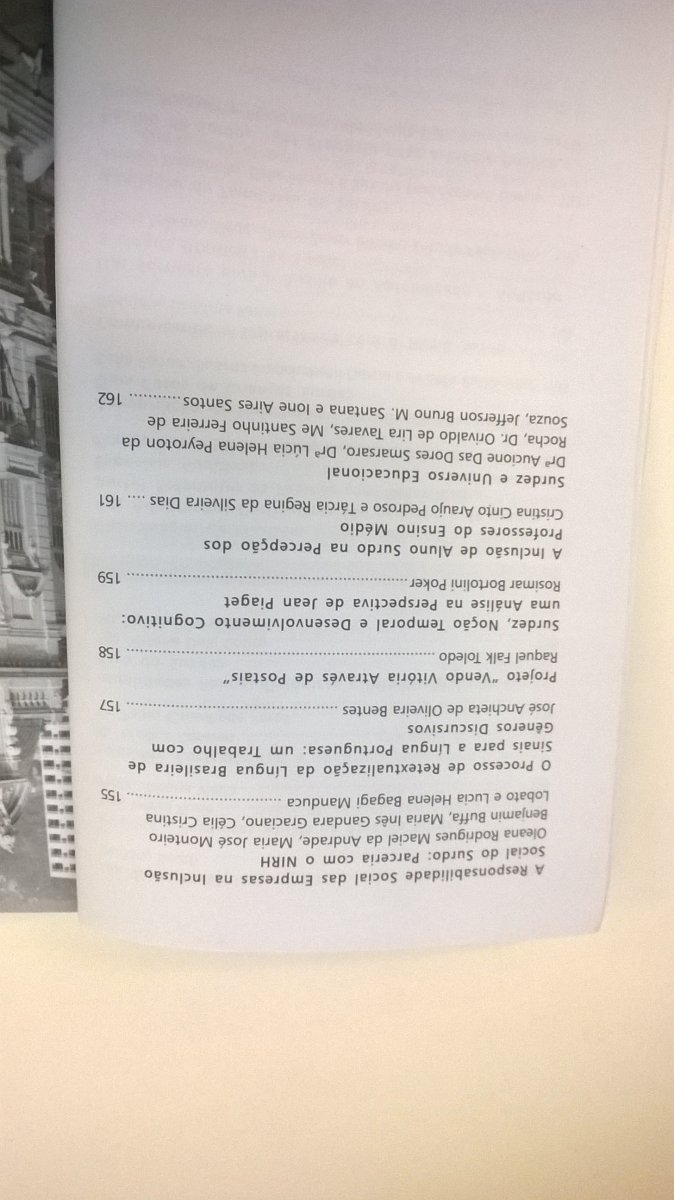 A Responsabilidade Social das Empresas na Inclusão
Social do Surdo: Parceria com o NIRH
Oleana Rodrigues Maciel da Andrade, Maria José Monteiro
Benjamin Buffa, Maria Inês Gandara Graciano, Célia Cristina
Lobato e Lucia Helena Bagagi Manduca ................................ 155
O Processo de Retextualização da Língua Brasileira de
Sinais para a Língua Portuguesa: um Trabalho com
Gêneros Discursivos
José Anchieta de Oliveira Bentes ............................................ 157
Projeto "Vendo Vitória Através de Postais"
Raquel Falk Toledo ................................................................ 158
Surdez, Noção Temporal e Desenvolvimento Cognitivo:
uma Análise na Perspectiva de Jean Piaget
Rosimar Bortolini Poker .......................................................... 159
A Inclusão de Aluno Surdo na Percepção dos
Professores do Ensino Médio
Cristina Cinto Araujo Pedroso e Tárcia Regina da Silveira Dias .... 161
Surdez e Universo Educacional
Drª Aucione Das Dores Smarsaro, Drª Lúcia Helena Peyroton da
Rocha, Dr. Orivaldo de Lira Tavares, Me Santinho Ferreira de
Souza, Jefferson Bruno M. Santana e Ione Aires Santos ........... 162